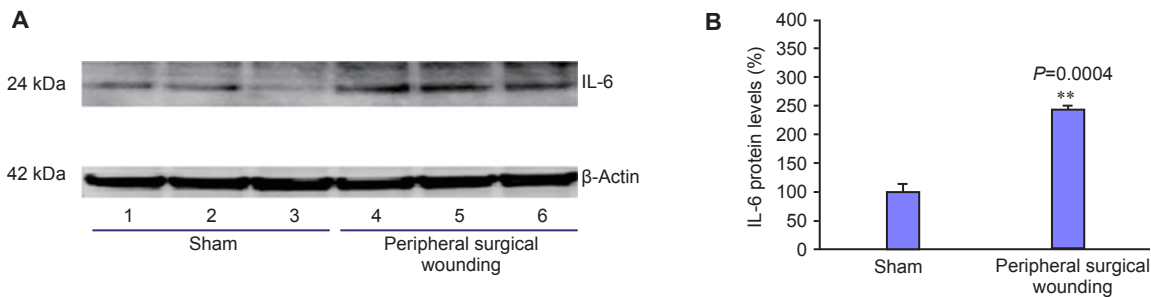 A
24 kDa
IL-6
42 kDa
β-Actin
1 2 3 4 5 6
Sham
Peripheral surgical
wounding
B
IL-6 protein levels (%)
400
350
300
250
200
150
100
50
0
P=0.0004
**
Sham
Peripheral surgical
wounding